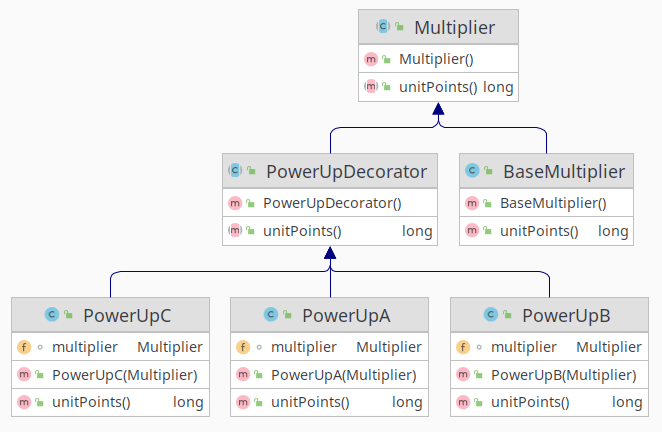 Multiplier
Multiplier()
unitPoints() long
PowerUpDecorator
PowerUpDecorator()
unitPoints() long
BaseMultiplier
BaseMultiplier()
unitPoints() long
PowerUpC
multiplier Multiplier
PowerUpC(Multiplier)
unitPoints() long
PowerUpA
multiplier Multiplier
PowerUpA(Multiplier)
unitPoints() long
PowerUpB
multiplier Multiplier
PowerUpB(Multiplier)
unitPoints() long